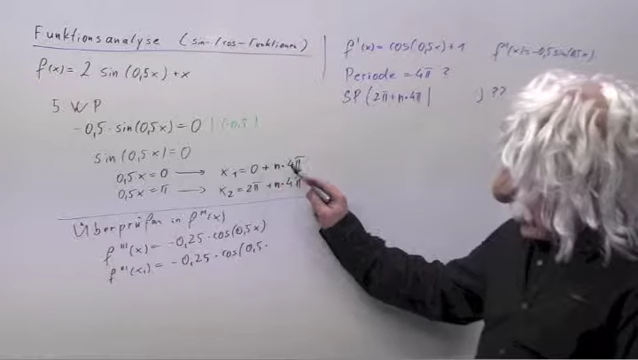 Funktionsanalyse (sin-/cos-Funktionen)
f(x) = 2 sin(0,5x) + x
5 WP
-0,5 · sin(0,5x) = 0 | : (-0,5)
sin(0,5x) = 0
0,5x = 0 → x₁ = 0 + n·4π
0,5x = π → x₂ = 2π + n·4π
Überprüfen in f'''(x)
f'''(x) = -0,25 · cos(0,5x)
f'''(x₁) = -0,25 · cos(0,5·
f'(x) = cos(0,5x) + 1
f''(x) = -0,5 sin(0,5x)
Periode = 4π ?
SP (2π + n·4π | ) ??